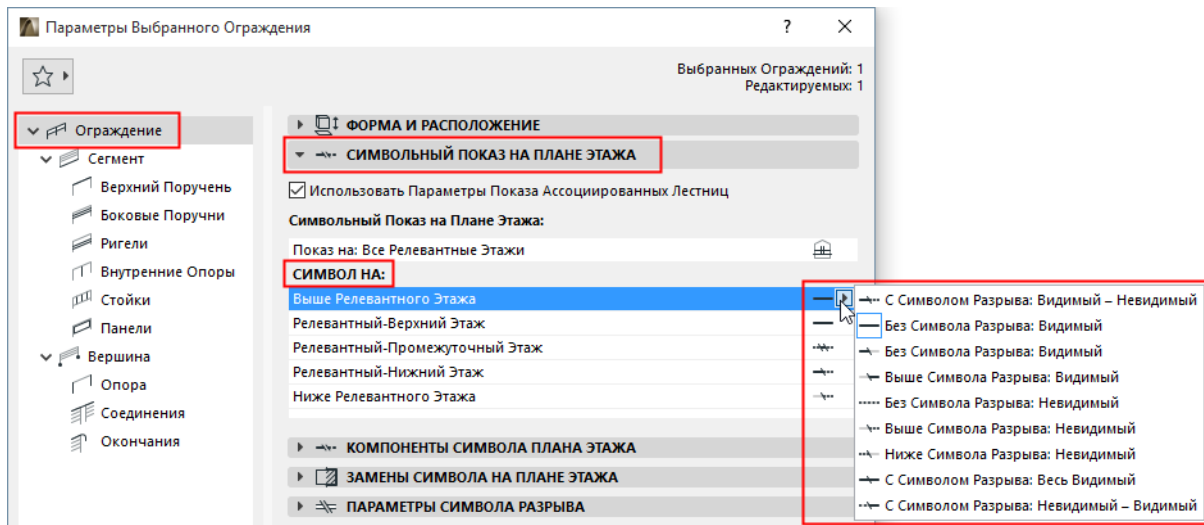 Параметры Выбранного Ограждения
?
Выбранных Ограждений: 1
Редактируемых: 1
Ограждение
Сегмент
Верхний Поручень
Боковые Поручни
Ригели
Внутренние Опоры
Стойки
Панели
Вершина
Опора
Соединения
Окончания
ФОРМА И РАСПОЛОЖЕНИЕ
СИМВОЛЬНЫЙ ПОКАЗ НА ПЛАНЕ ЭТАЖА
Использовать Параметры Показа Ассоциированных Лестниц
Символьный Показ на Плане Этажа:
Показ на: Все Релевантные Этажи
СИМВОЛ НА:
Выше Релевантного Этажа
Релевантный-Верхний Этаж
Релевантный-Промежуточный Этаж
Релевантный-Нижний Этаж
Ниже Релевантного Этажа
КОМПОНЕНТЫ СИМВОЛА ПЛАНА ЭТАЖА
ЗАМЕНЫ СИМВОЛА НА ПЛАНЕ ЭТАЖА
ПАРАМЕТРЫ СИМВОЛА РАЗРЫВА
С Символом Разрыва: Видимый – Невидимый
Без Символа Разрыва: Видимый
Без Символа Разрыва: Видимый
Выше Символа Разрыва: Видимый
Без Символа Разрыва: Невидимый
Выше Символа Разрыва: Невидимый
Ниже Символа Разрыва: Невидимый
С Символом Разрыва: Весь Видимый
С Символом Разрыва: Невидимый – Видимый